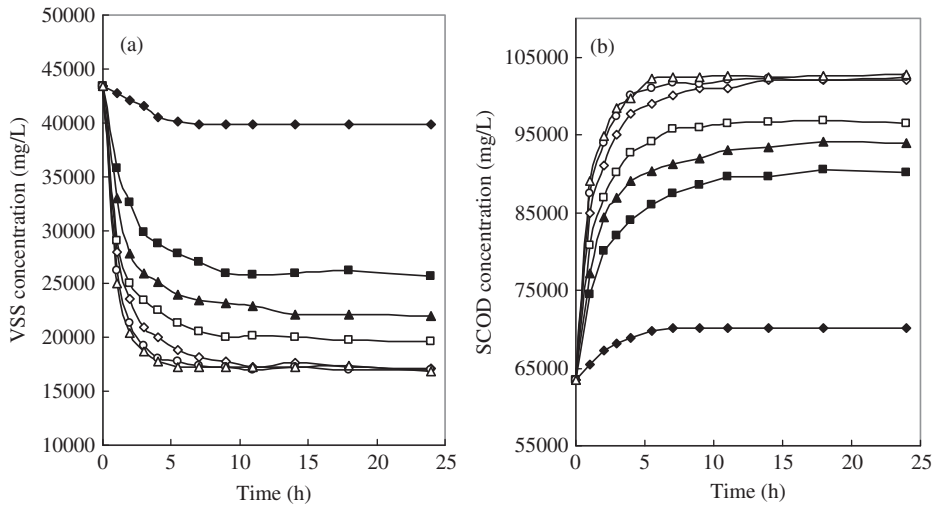 (a)
VSS concentration (mg/L)
50000
45000
40000
35000
30000
25000
20000
15000
10000
0 5 10 15 20 25
Time (h)
(b)
SCOD concentration (mg/L)
105000
95000
85000
75000
65000
55000
0 5 10 15 20 25
Time (h)